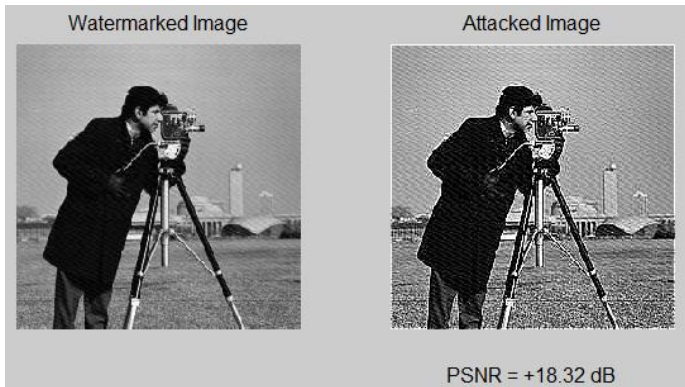 Watermarked Image
Attacked Image
PSNR = +18.32 dB